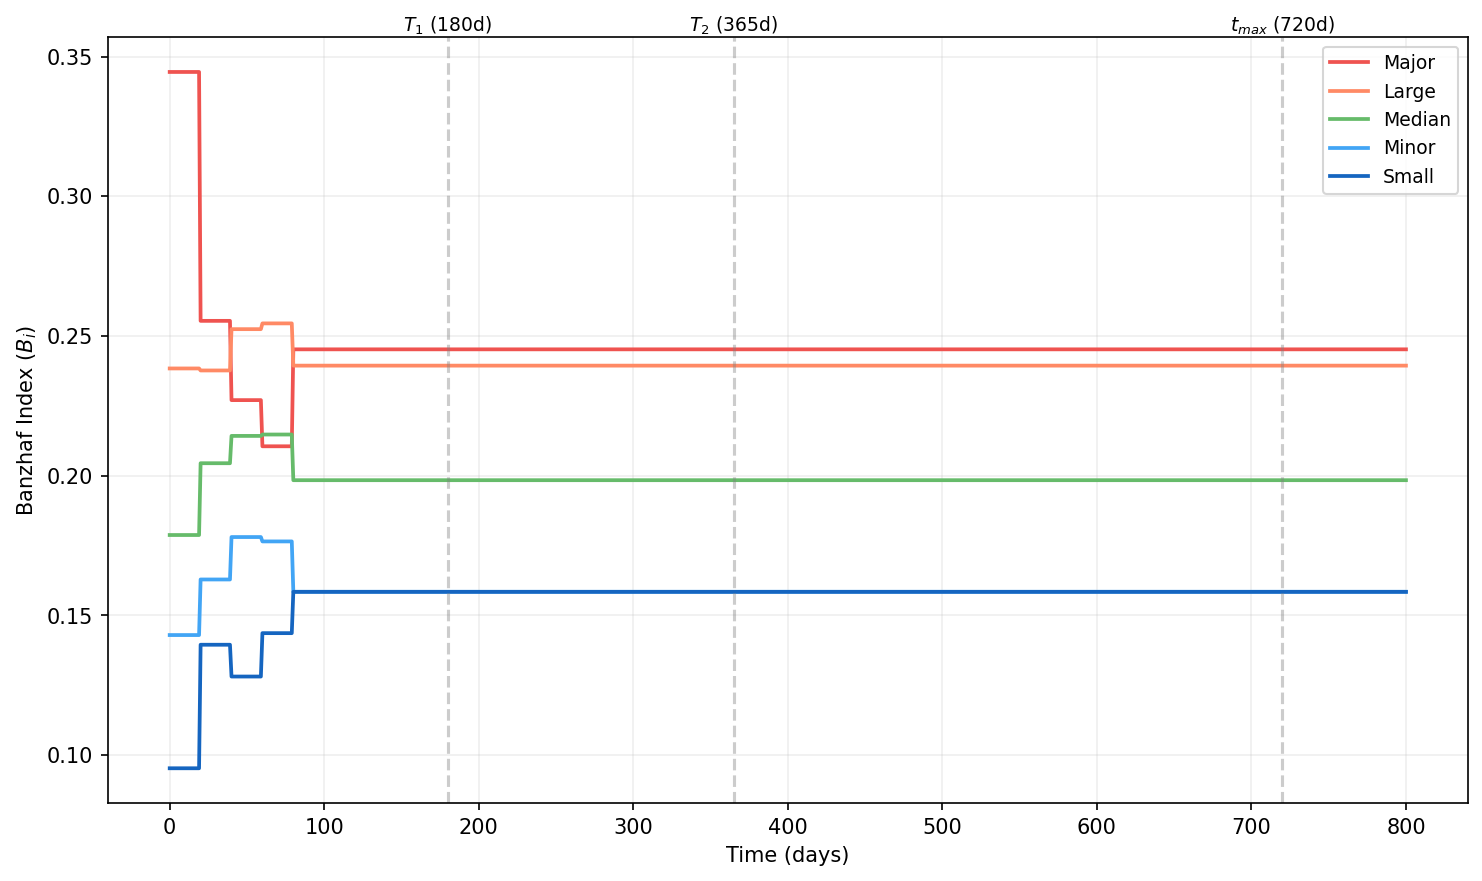 T₁ (180d) T₂ (365d) tₘₐₓ (720d)
0.35
0.30
0.25
0.20
0.15
0.10
Banzhaf Index (Bᵢ)
Major
Large
Median
Minor
Small
0 100 200 300 400 500 600 700 800
Time (days)